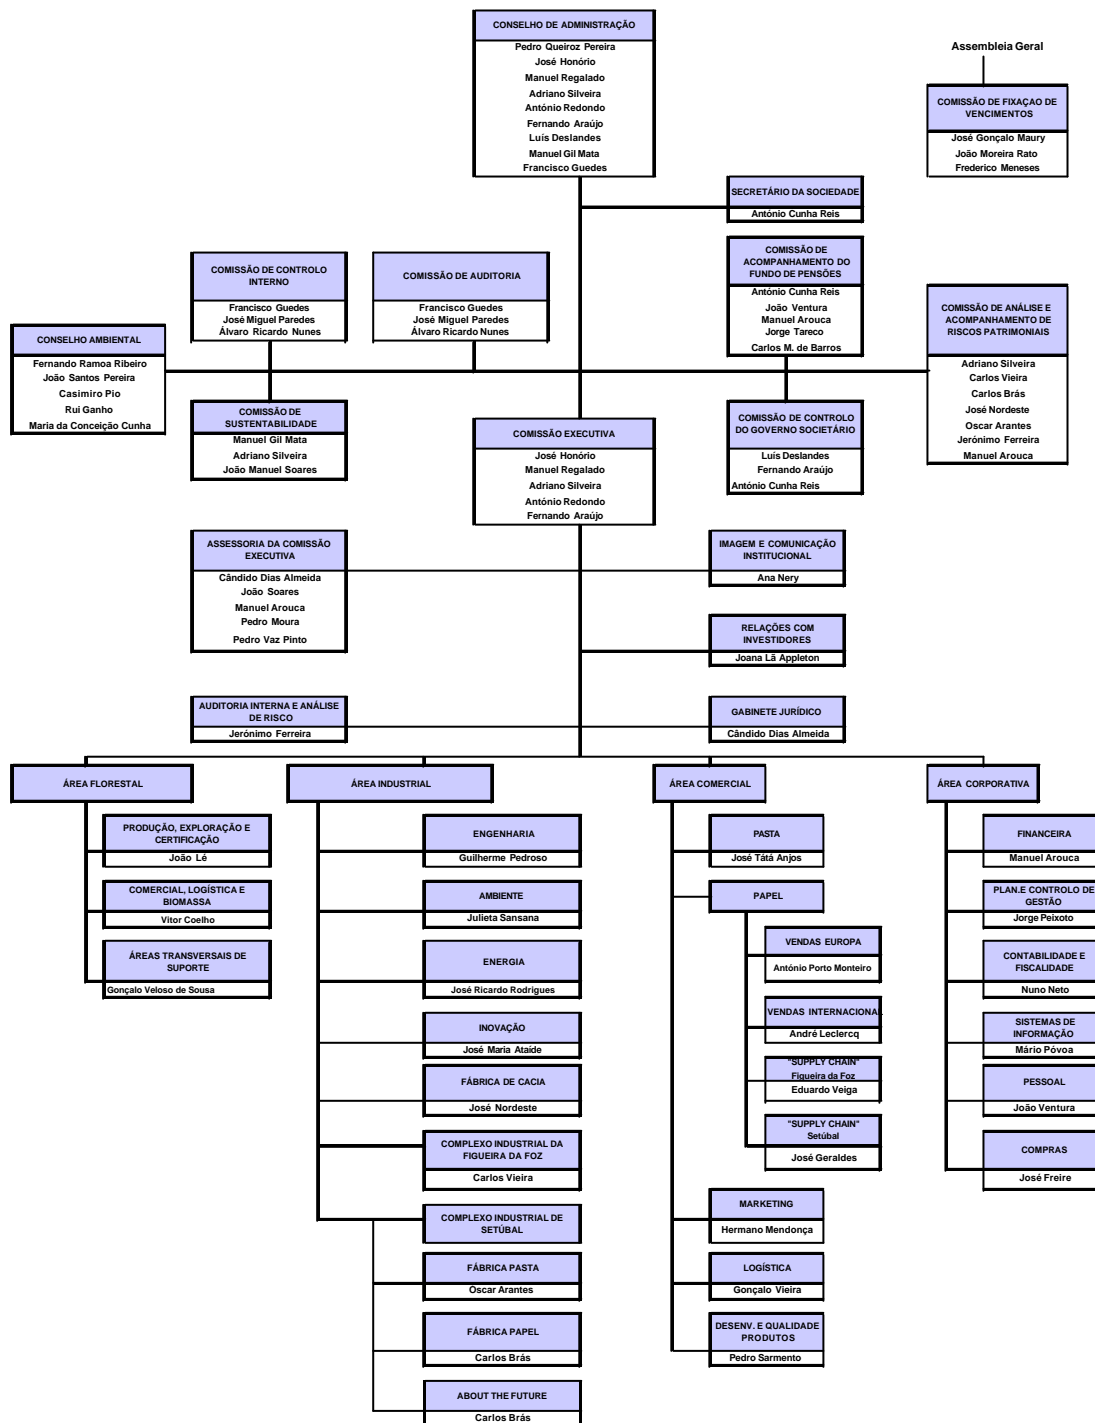 CONSELHO DE ADMINISTRAÇÃO
Pedro Queiroz Pereira
José Honório
Manuel Regalado
Adriano Silveira
António Redondo
Fernando Araújo
Luís Deslandes
Manuel Gil Mata
Francisco Guedes
Assembleia Geral
COMISSÃO DE FIXAÇAO DE
VENCIMENTOS
José Gonçalo Maury
João Moreira Rato
Frederico Meneses
SECRETÁRIO DA SOCIEDADE
António Cunha Reis
COMISSÃO DE CONTROLO
INTERNO
Francisco Guedes
José Miguel Paredes
Álvaro Ricardo Nunes
COMISSÃO DE AUDITORIA
Francisco Guedes
José Miguel Paredes
Álvaro Ricardo Nunes
COMISSÃO DE
ACOMPANHAMENTO DO
FUNDO DE PENSÕES
António Cunha Reis
João Ventura
Manuel Arouca
Jorge Tareco
Carlos M. de Barros
COMISSÃO DE ANÁLISE E
ACOMPANHAMENTO DE
RISCOS PATRIMONIAIS
Adriano Silveira
Carlos Vieira
Carlos Brás
José Nordeste
Oscar Arantes
Jerónimo Ferreira
Manuel Arouca
CONSELHO AMBIENTAL
Fernando Ramoa Ribeiro
João Santos Pereira
Casimiro Pio
Rui Ganho
Maria da Conceição Cunha
COMISSÃO DE
SUSTENTABILIDADE
Manuel Gil Mata
Adriano Silveira
João Manuel Soares
COMISSÃO EXECUTIVA
José Honório
Manuel Regalado
Adriano Silveira
António Redondo
Fernando Araújo
COMISSÃO DE CONTROLO
DO GOVERNO SOCIETÁRIO
Luís Deslandes
Fernando Araújo
António Cunha Reis
ASSESSORIA DA COMISSÃO
EXECUTIVA
Cândido Dias Almeida
João Soares
Manuel Arouca
Pedro Moura
Pedro Vaz Pinto
IMAGEM E COMUNICAÇÃO
INSTITUCIONAL
Ana Nery
RELAÇÕES COM
INVESTIDORES
Joana Lã Appleton
AUDITORIA INTERNA E ANÁLISE
DE RISCO
Jerónimo Ferreira
GABINETE JURÍDICO
Cândido Dias Almeida
ÁREA FLORESTAL
PRODUÇÃO, EXPLORAÇÃO E
CERTIFICAÇÃO
João Lé
COMERCIAL, LOGÍSTICA E
BIOMASSA
Vitor Coelho
ÁREAS TRANSVERSAIS DE
SUPORTE
Gonçalo Veloso de Sousa
ÁREA INDUSTRIAL
ENGENHARIA
Guilherme Pedroso
AMBIENTE
Julieta Sansana
ENERGIA
José Ricardo Rodrigues
INOVAÇÃO
José Maria Ataíde
FÁBRICA DE CACIA
José Nordeste
COMPLEXO INDUSTRIAL DA
FIGUEIRA DA FOZ
Carlos Vieira
COMPLEXO INDUSTRIAL DE
SETÚBAL
FÁBRICA PASTA
Oscar Arantes
FÁBRICA PAPEL
Carlos Brás
ABOUT THE FUTURE
Carlos Brás
ÁREA COMERCIAL
PASTA
José Tátá Anjos
PAPEL
VENDAS EUROPA
António Porto Monteiro
VENDAS INTERNACIONAL
André Leclercq
"SUPPLY CHAIN"
Figueira da Foz
Eduardo Veiga
"SUPPLY CHAIN"
Setúbal
José Geraldes
MARKETING
Hermano Mendonça
LOGÍSTICA
Gonçalo Vieira
DESENV. E QUALIDADE
PRODUTOS
Pedro Sarmento
ÁREA CORPORATIVA
FINANCEIRA
Manuel Arouca
PLAN.E CONTROLO DE
GESTÃO
Jorge Peixoto
CONTABILIDADE E
FISCALIDADE
Nuno Neto
SISTEMAS DE
INFORMAÇÃO
Mário Póvoa
PESSOAL
João Ventura
COMPRAS
José Freire